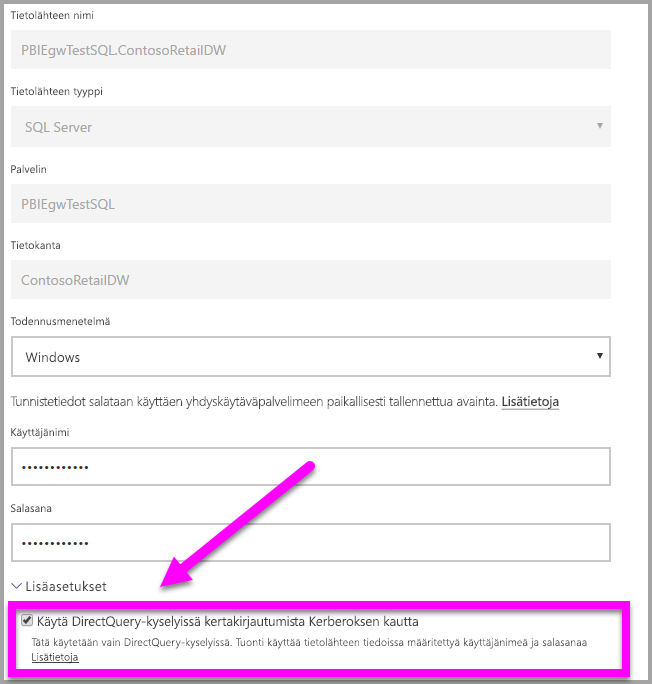 Tietolähteen nimi
PBIEgwTestSQL.ContosoRetailDW
Tietolähteen tyyppi
SQL Server
Palvelin
PBIEgwTestSQL
Tietokanta
ContosoRetailDW
Todennusmenetelmä
Windows
Tunnistetiedot salataan käyttäen yhdyskäytäväpalvelimeen paikallisesti tallennettua avainta. Lisätietoja
Käyttäjänimi
••••••••••••
Salasana
••••••••••••
Lisäasetukset
Käytä DirectQuery-kyselyissä kertakirjautumista Kerberoksen kautta
Tätä käytetään vain DirectQuery-kyselyissä. Tuonti käyttää tietolähteen tiedoissa määritettyä käyttäjänimeä ja salasanaa
Lisätietoja